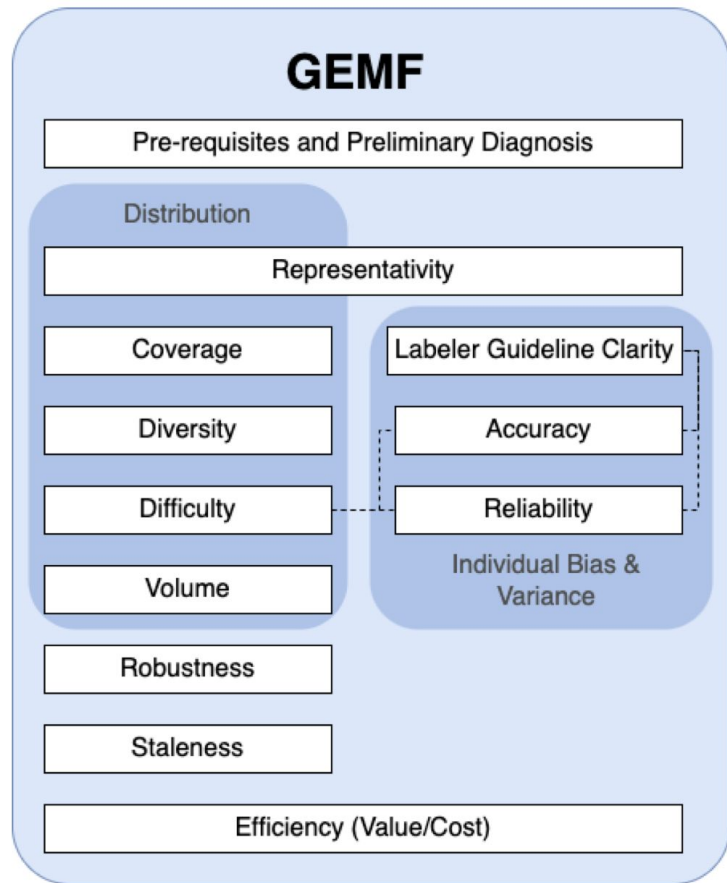 GEMF
Pre-requisites and Preliminary Diagnosis
Distribution
Representativity
Coverage
Labeler Guideline Clarity
Diversity
Accuracy
Difficulty
Reliability
Individual Bias &
Variance
Volume
Robustness
Staleness
Efficiency (Value/Cost)